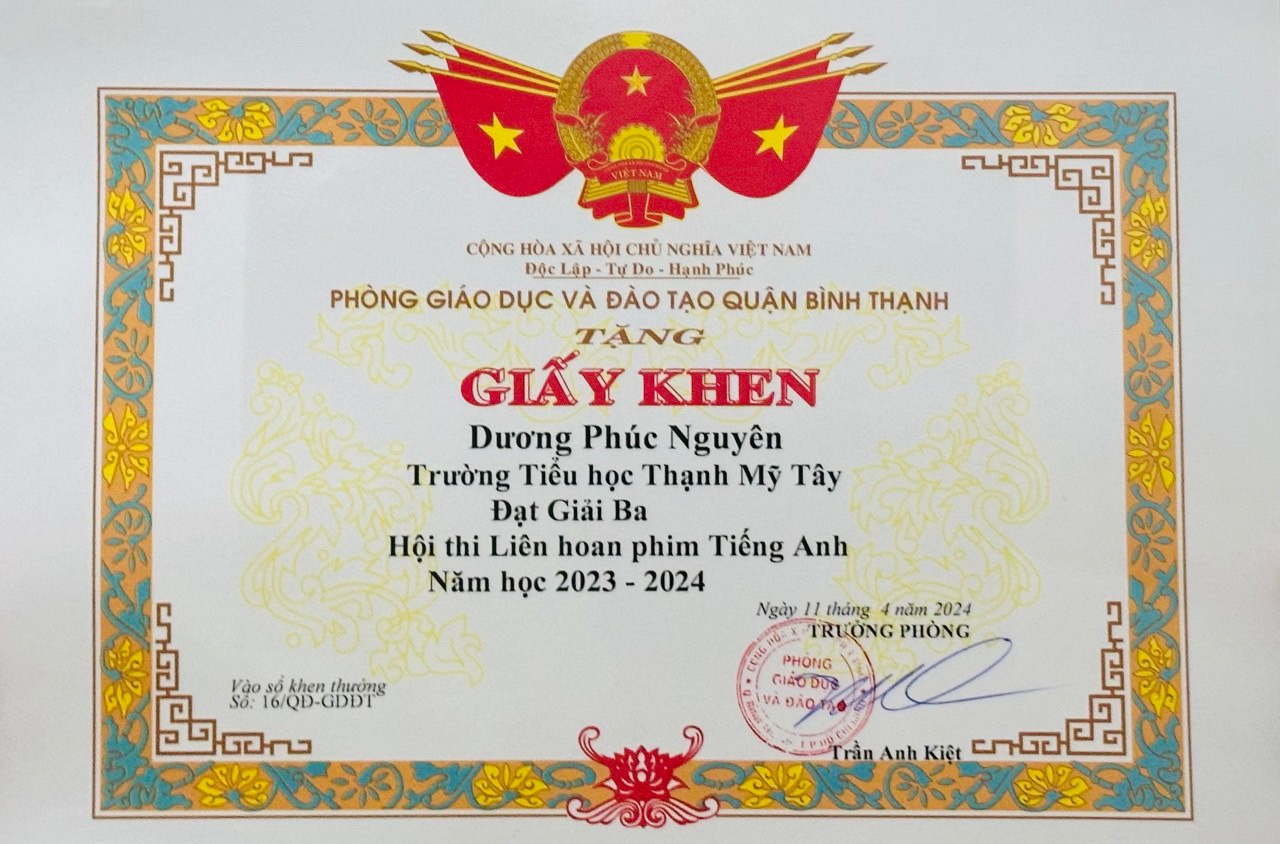 VIỆT NAM
CỘNG HÒA XÃ HỘI CHỦ NGHĨA VIỆT NAM
Độc Lập - Tự Do - Hạnh Phúc
PHÒNG GIÁO DỤC VÀ ĐÀO TẠO QUẬN BÌNH THẠNH
TẶNG
GIẤY KHEN
Dương Phúc Nguyên
Trường Tiểu học Thạnh Mỹ Tây
Đạt Giải Ba
Hội thi Liên hoan phim Tiếng Anh
Năm học 2023 - 2024
Ngày 11 tháng 4 năm 2024
TRƯỞNG PHÒNG
PHÒNG
GIÁO DỤC
VÀ ĐÀO TẠO
Vào sổ khen thưởng
Số: 16/QĐ-GDĐT
Trần Anh Kiệt